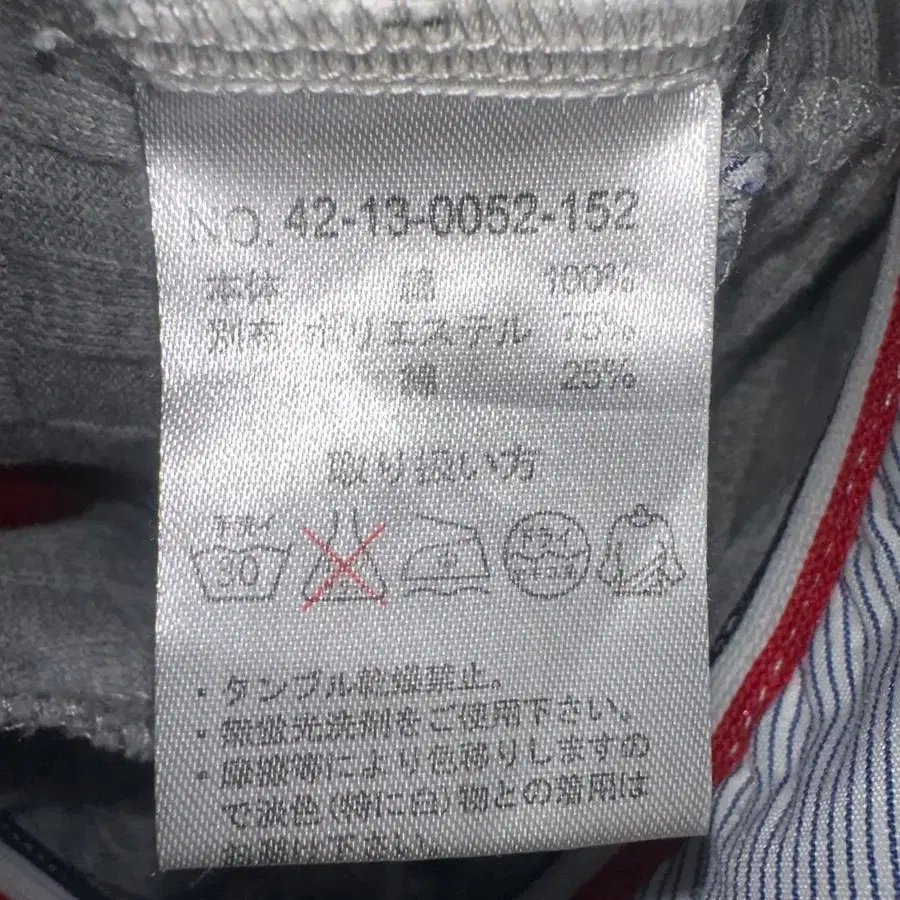 NO. 42-13-0052-152
本体 綿 100%
別布 ポリエステル 75%
綿 25%
取り扱い方
手洗イ
30
ドライ
・タンブル乾燥禁止。
・無蛍光洗剤をご使用下さい。
・摩擦等により色移りしますの
で淡色(特に白)物との着用は